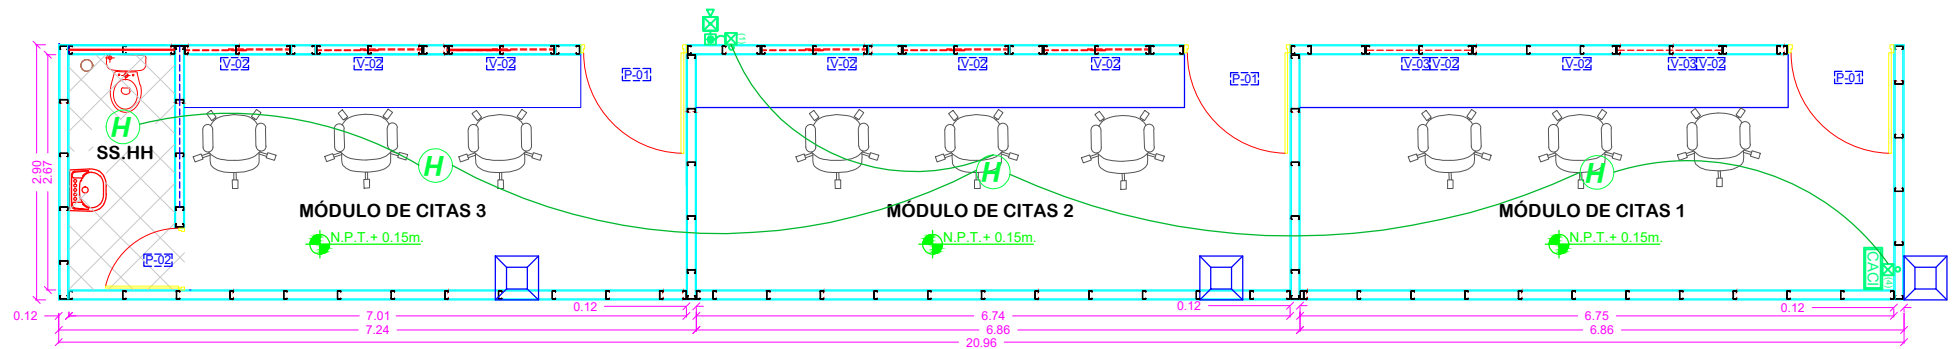 V-02
V-02
V-02
P-01
V-02
V-02
V-02
P-01
V-03
V-02
V-02
V-03
V-02
P-01
H
SS.HH
H
H
H
2.90
2.67
MÓDULO DE CITAS 3
MÓDULO DE CITAS 2
MÓDULO DE CITAS 1
N.P.T.+ 0.15m.
N.P.T.+ 0.15m.
N.P.T.+ 0.15m.
P-02
CACI
0.12
0.12
0.12
0.12
7.01
6.74
6.75
7.24
6.86
6.86
20.96